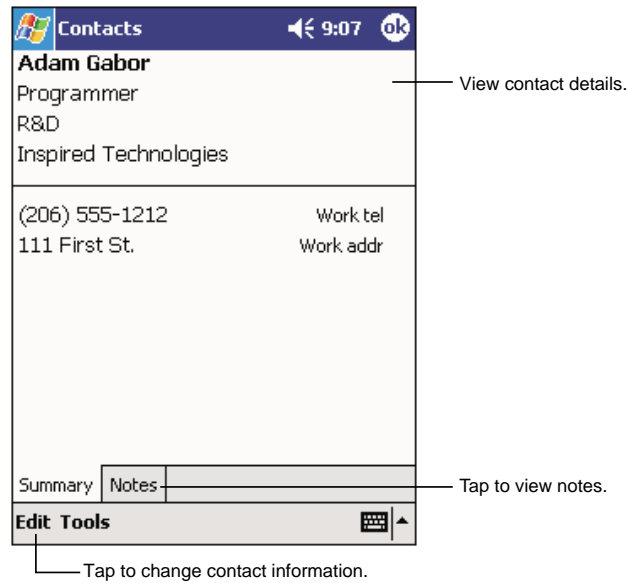 Contacts 9:07 ok
Adam Gabor
Programmer
R&D
Inspired Technologies
View contact details.
(206) 555-1212 Work tel
111 First St. Work addr
Summary Notes
Tap to view notes.
Edit Tools
Tap to change contact information.